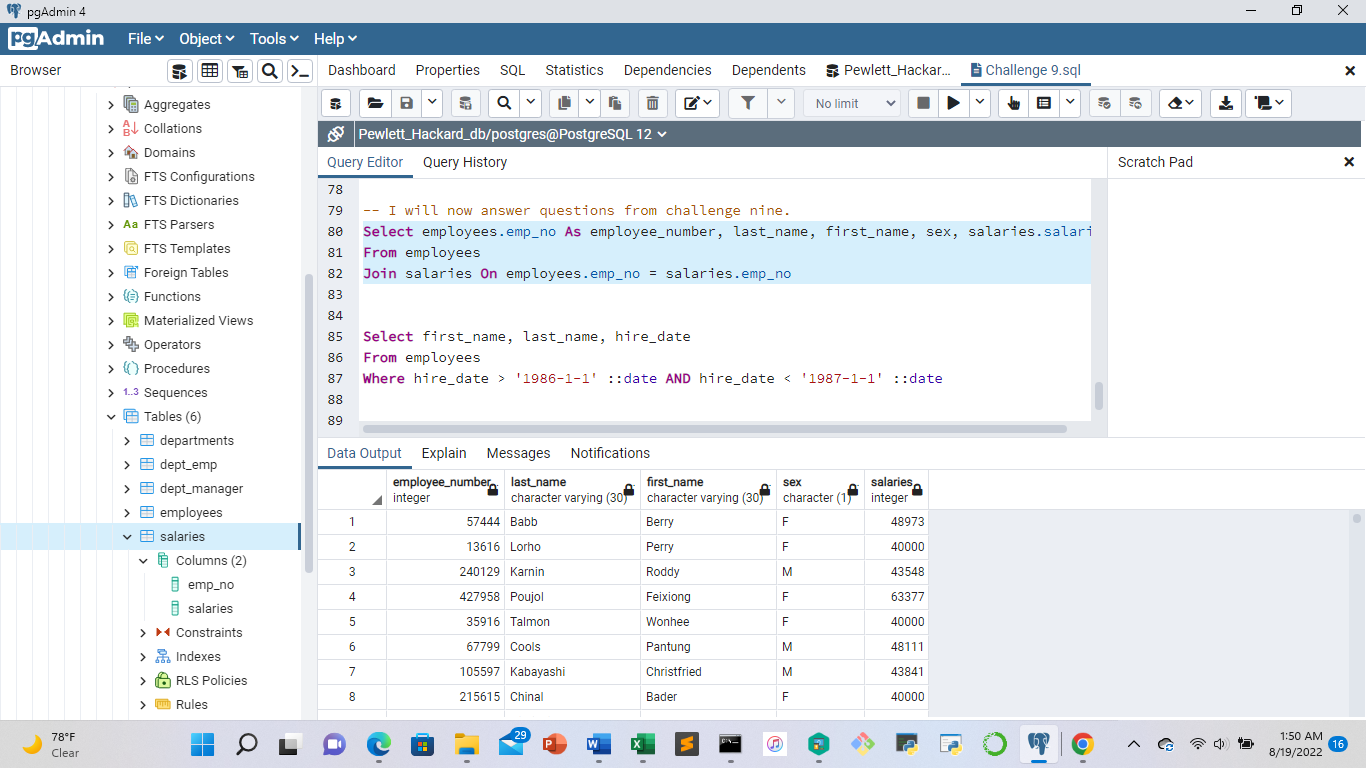 pgAdmin 4
pgAdmin File Object Tools Help
Browser
Dashboard Properties SQL Statistics Dependencies Dependents Pewlett_Hackar... Challenge 9.sql
No limit
Pewlett_Hackard_db/postgres@PostgreSQL 12
Query Editor Query History
Scratch Pad
Aggregates
Collations
Domains
FTS Configurations
FTS Dictionaries
Aa FTS Parsers
FTS Templates
Foreign Tables
Functions
Materialized Views
Operators
Procedures
1..3 Sequences
Tables (6)
departments
dept_emp
dept_manager
employees
salaries
Columns (2)
emp_no
salaries
Constraints
Indexes
RLS Policies
Rules
78
79 -- I will now answer questions from challenge nine.
80 Select employees.emp_no As employee_number, last_name, first_name, sex, salaries.salari
81 From employees
82 Join salaries On employees.emp_no = salaries.emp_no
83
84
85 Select first_name, last_name, hire_date
86 From employees
87 Where hire_date > '1986-1-1' ::date AND hire_date < '1987-1-1' ::date
88
89
Data Output Explain Messages Notifications
employee_number last_name first_name sex salaries
integer character varying (30) character varying (30) character (1) integer
1 57444 Babb Berry F 48973
2 13616 Lorho Perry F 40000
3 240129 Karnin Roddy M 43548
4 427958 Poujol Feixiong F 63377
5 35916 Talmon Wonhee F 40000
6 67799 Cools Pantung M 48111
7 105597 Kabayashi Christfried M 43841
8 215615 Chinal Bader F 40000
78°F
Clear
29
1:50 AM
8/19/2022
16